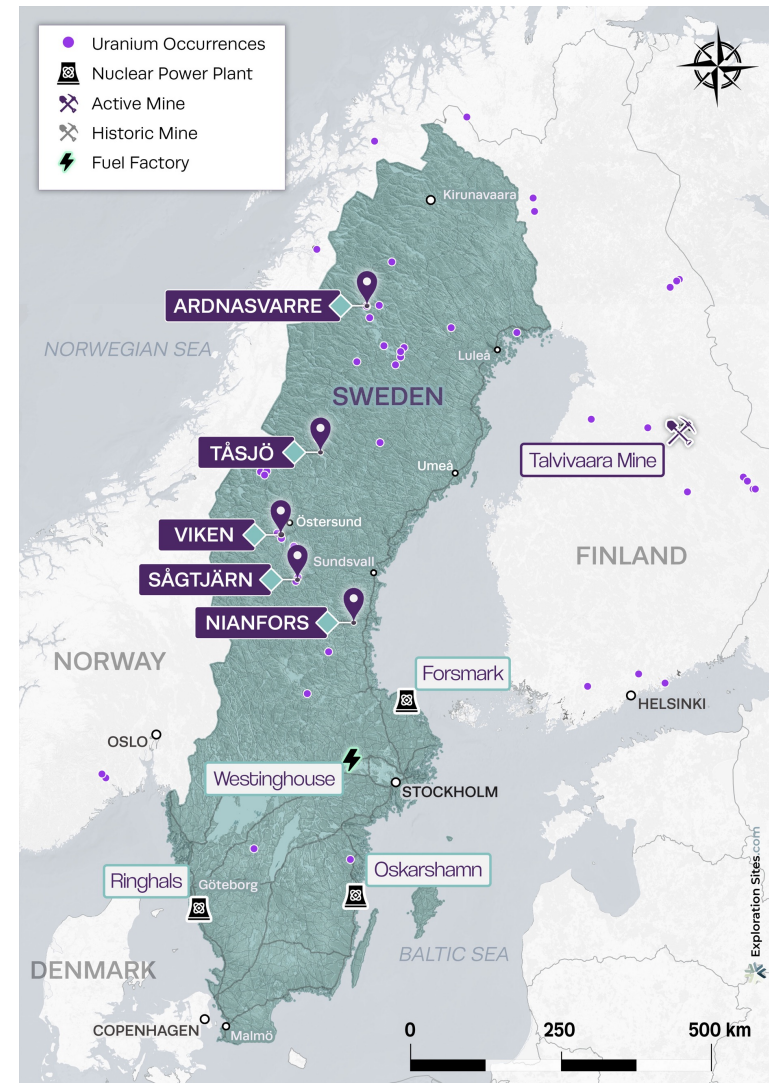 Uranium Occurrences
Nuclear Power Plant
Active Mine
Historic Mine
Fuel Factory
Kirunavaara
ARDNASVARRE
NORWEGIAN SEA
Luleå
SWEDEN
TÅSJÖ
Umeå
Talvivaara Mine
VIKEN
Östersund
SÅGTJÄRN
Sundsvall
FINLAND
NIANFORS
NORWAY
Forsmark
HELSINKI
OSLO
Westinghouse
STOCKHOLM
Ringhals
Göteborg
Oskarshamn
BALTIC SEA
DENMARK
COPENHAGEN
Malmö
0 250 500 km
Exploration Sites.com